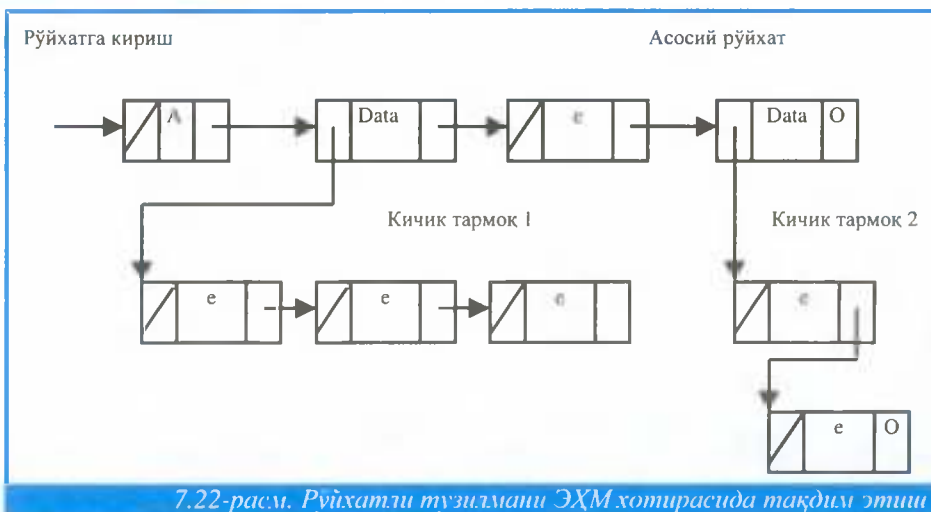 Рўйхатга кириш Асосий рўйхат
A Data e Data O
Кичик тармоқ 1 Кичик тармоқ 2
e e e e
e O
7.22-расм. Рўйхатли тузилмани ЭҲМ хотирасида тақдим этиш